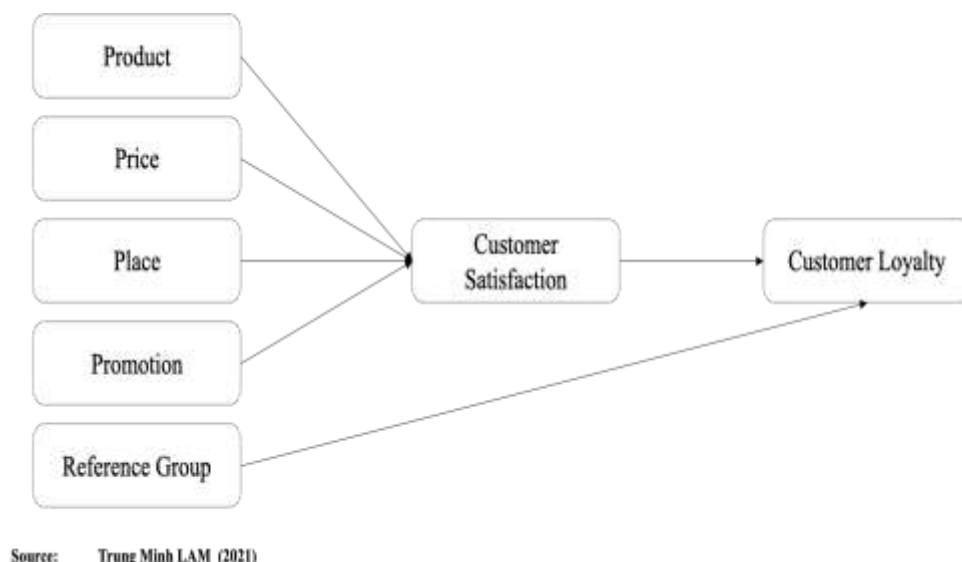 Product
Price
Place
Promotion
Reference Group
Customer
Satisfaction
Customer Loyalty
Source: Trung Minh LAM (2021)